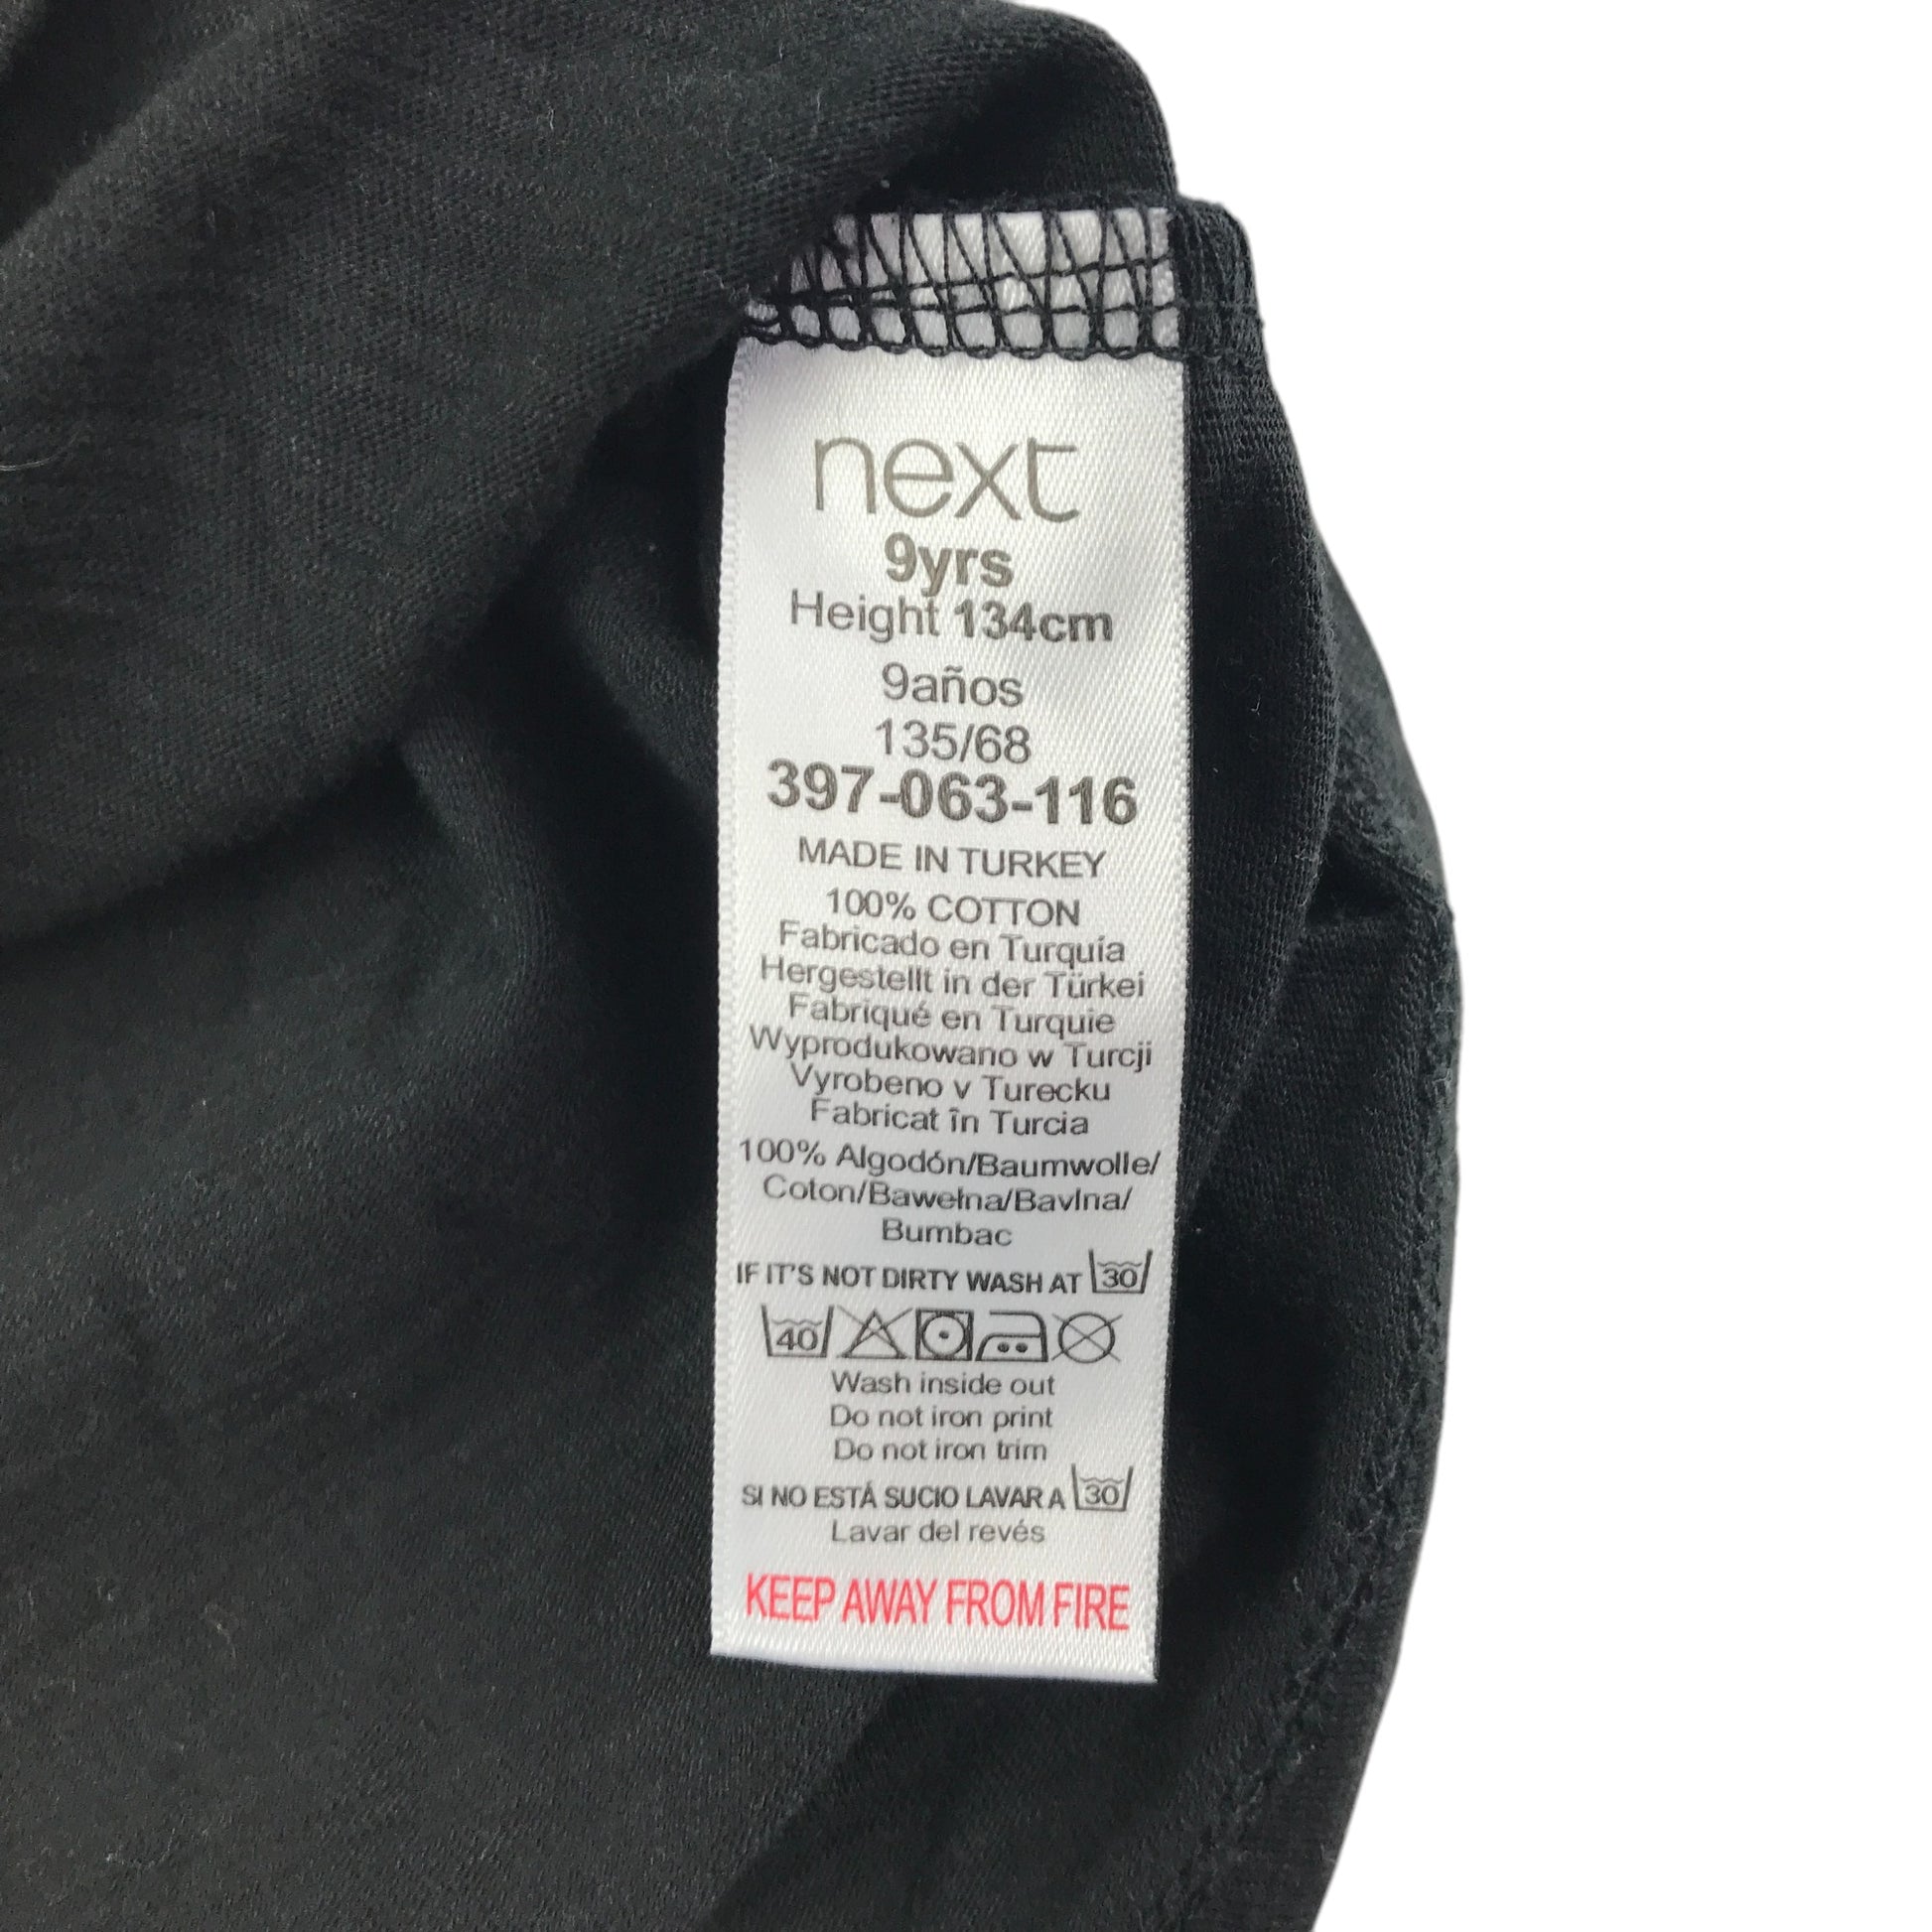 next
9yrs
Height 134cm
9años
135/68
397-063-116
MADE IN TURKEY
100% COTTON
Fabricado en Turquía
Hergestellt in der Türkei
Fabriqué en Turquie
Wyprodukowano w Turcji
Vyrobeno v Turecku
Fabricat în Turcia
100% Algodón/Baumwolle/
Coton/Bawełna/Bavlna/
Bumbac
IF IT'S NOT DIRTY WASH AT 30
40
Wash inside out
Do not iron print
Do not iron trim
SI NO ESTÁ SUCIO LAVAR A 30
Lavar del revés
KEEP AWAY FROM FIRE